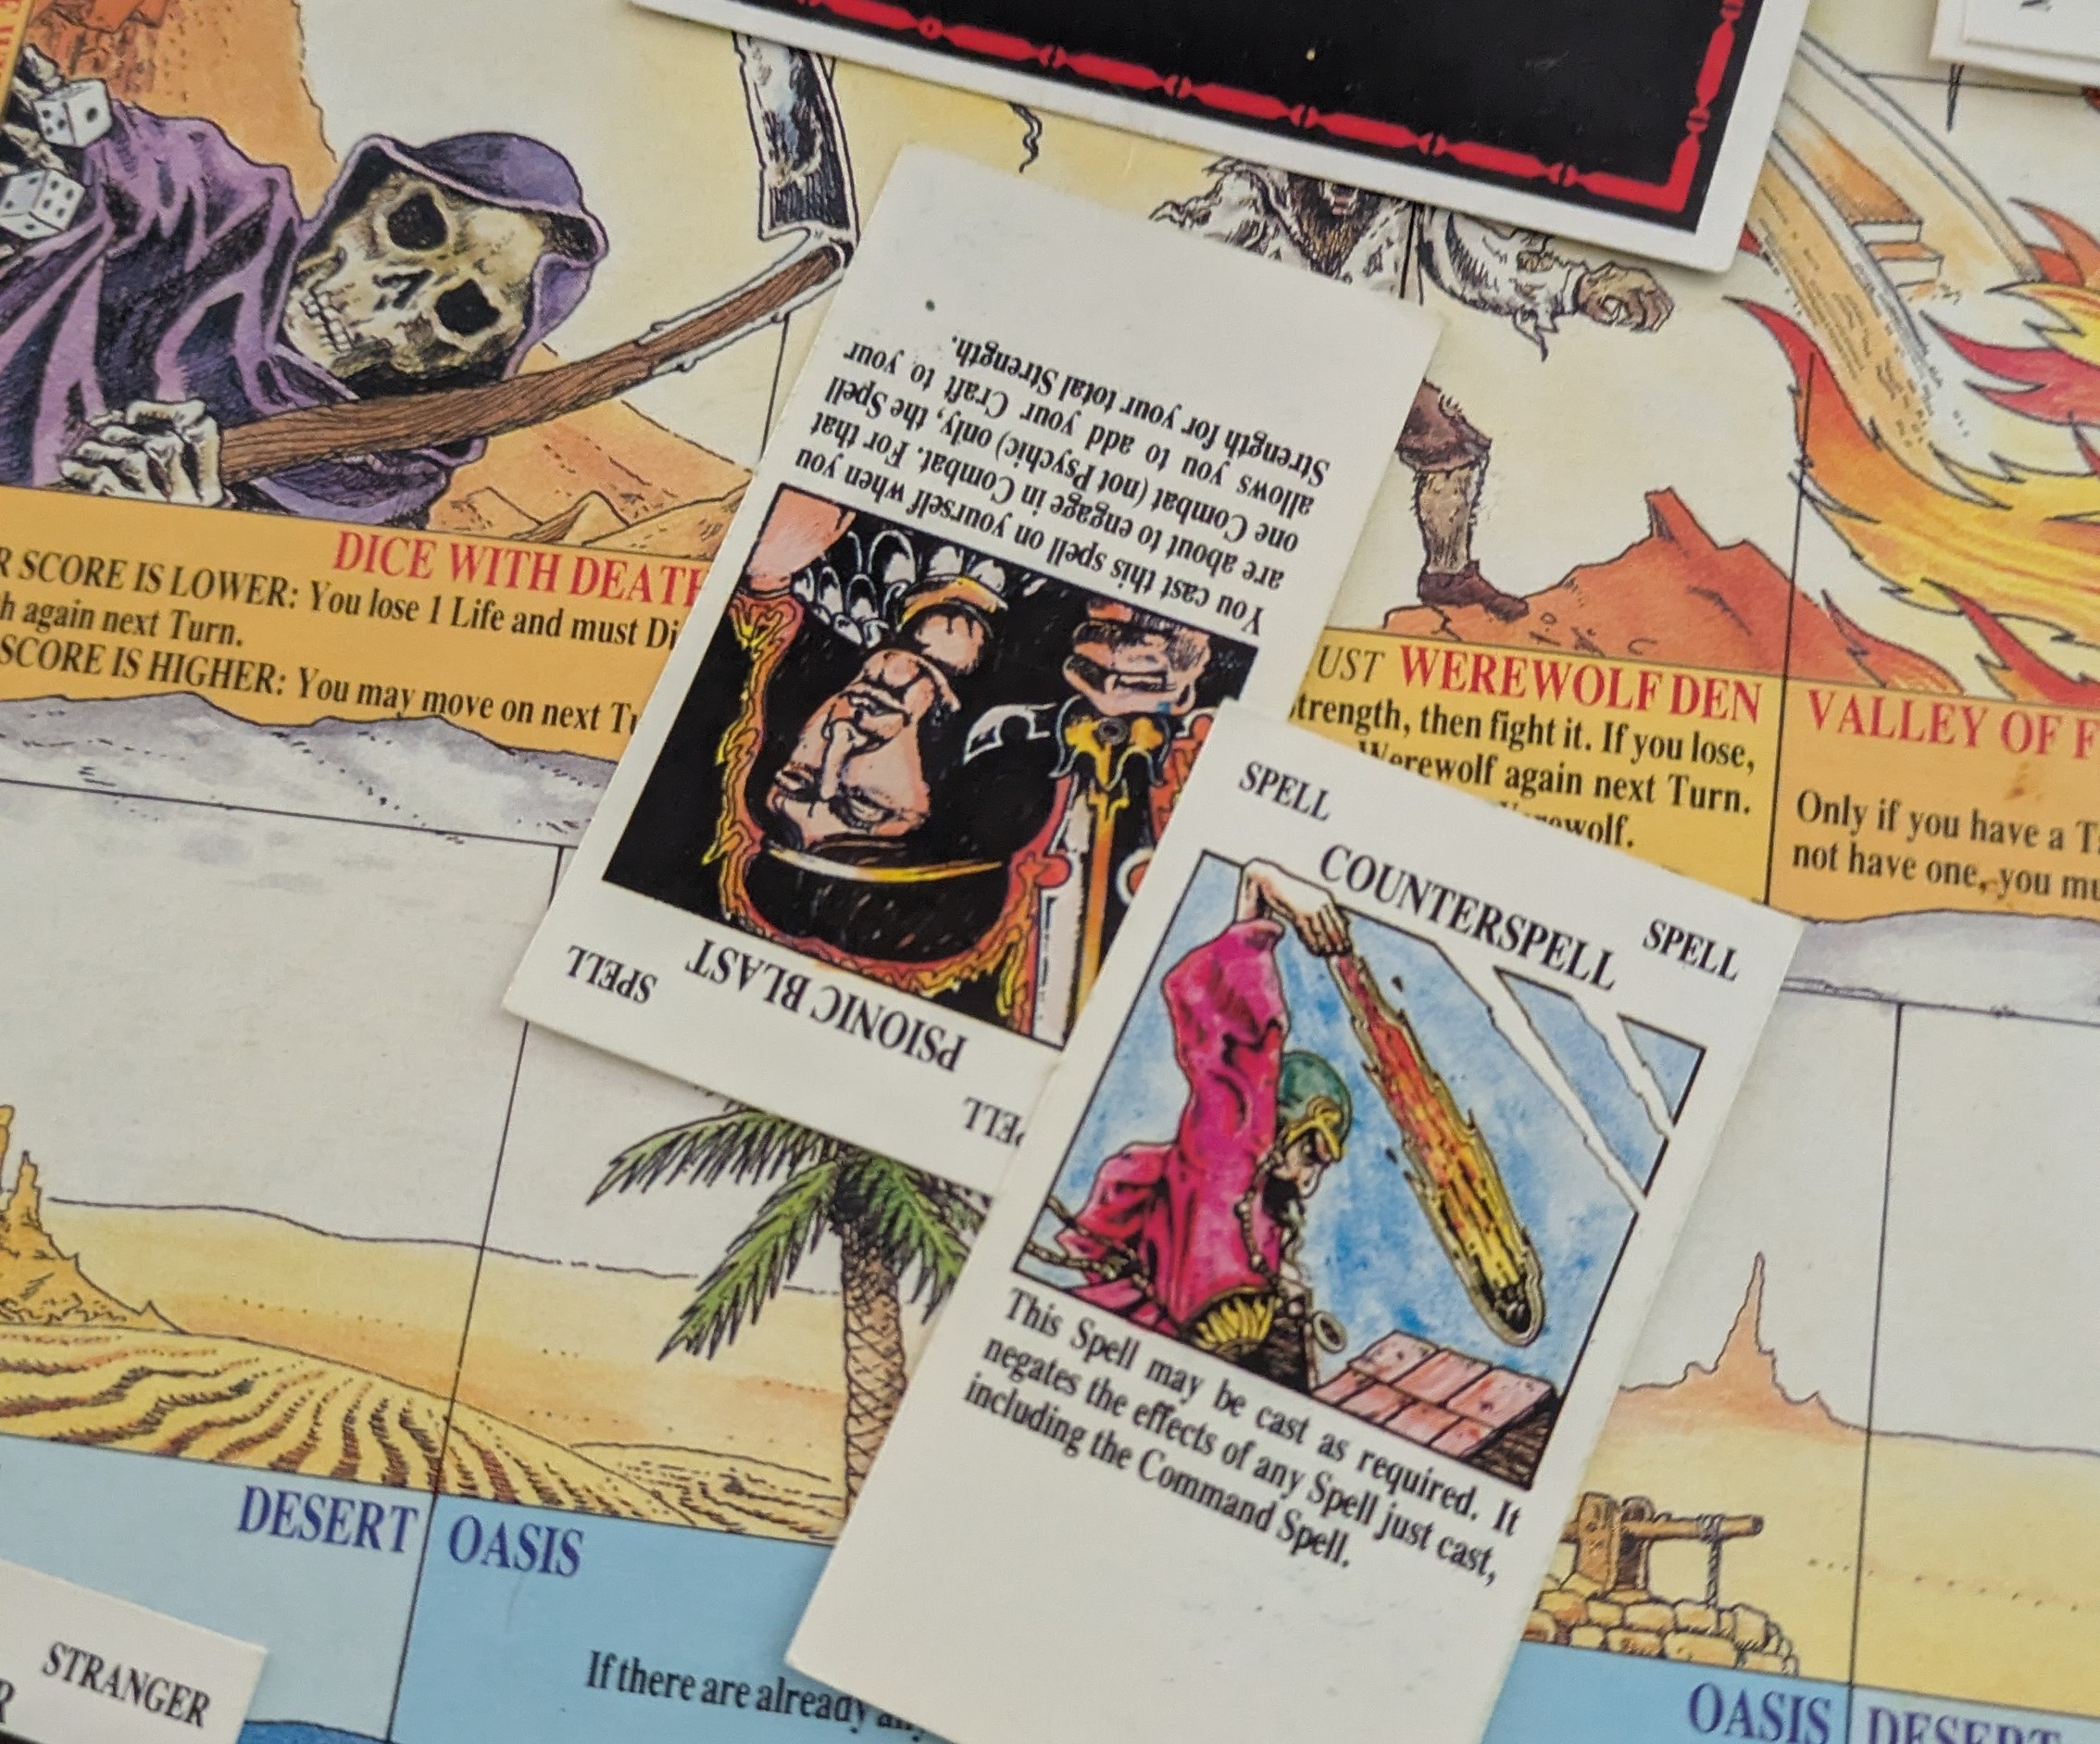 DICE WITH DEATH
R SCORE IS LOWER: You lose 1 Life and must Di
h again next Turn.
SCORE IS HIGHER: You may move on next Tu
UST WEREWOLF DEN
trength, then fight it. If you lose,
Werewolf again next Turn.
Werewolf.
VALLEY OF F
Only if you have a Ta
not have one, you mu
SPELL
SPELL
PSIONIC BLAST
You cast this spell on yourself when you
are about to engage in Combat. For that
one Combat (not Psychic) only, the Spell
allows you to add your Craft to your
Strength for your total Strength.
SPELL
SPELL
COUNTERSPELL
This Spell may be cast as required. It
negates the effects of any Spell just cast,
including the Command Spell.
DESERT
OASIS
If there are already any
OASIS
DESERT
STRANGER
R